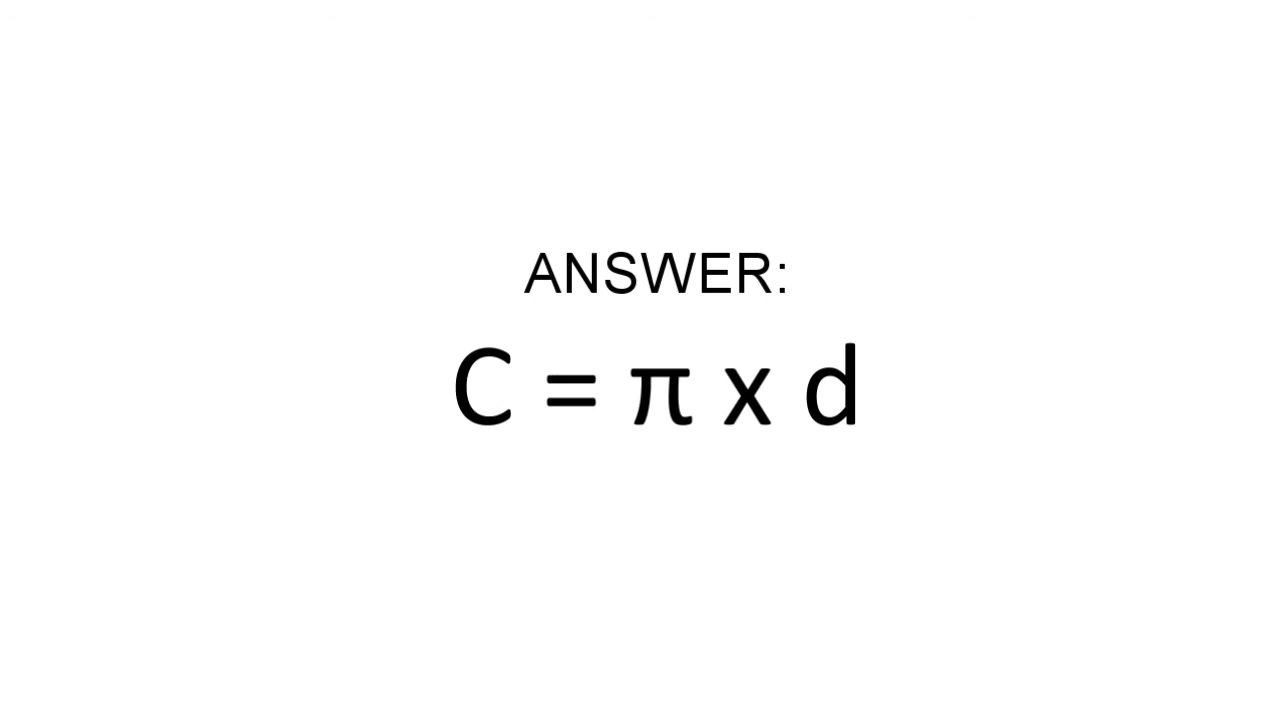 ANSWER:
C = π x d